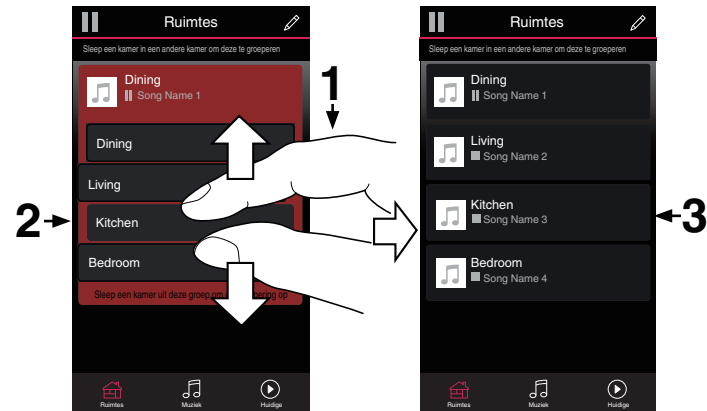 Ruimtes
Sleep een kamer in een andere kamer om deze te groeperen
Dining
Song Name 1
Dining
Living
Kitchen
Bedroom
Sleep een kamer uit deze groep om
ering op
Ruimtes
Muziek
Huidige
1
2
Ruimtes
Sleep een kamer in een andere kamer om deze te groeperen
Dining
Song Name 1
Living
Song Name 2
Kitchen
Song Name 3
Bedroom
Song Name 4
Ruimtes
Muziek
Huidige
3